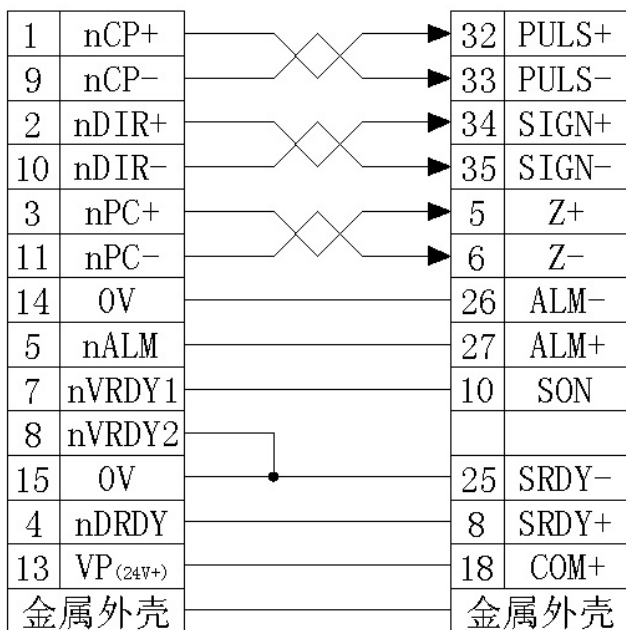 1 nCP+ 32 PULS+
9 nCP- 33 PULS-
2 nDIR+ 34 SIGN+
10 nDIR- 35 SIGN-
3 nPC+ 5 Z+
11 nPC- 6 Z-
14 0V 26 ALM-
5 nALM 27 ALM+
7 nVRDY1 10 SON
8 nVRDY2
15 0V 25 SRDY-
4 nDRDY 8 SRDY+
13 VP(24V+) 18 COM+
金属外壳 金属外壳